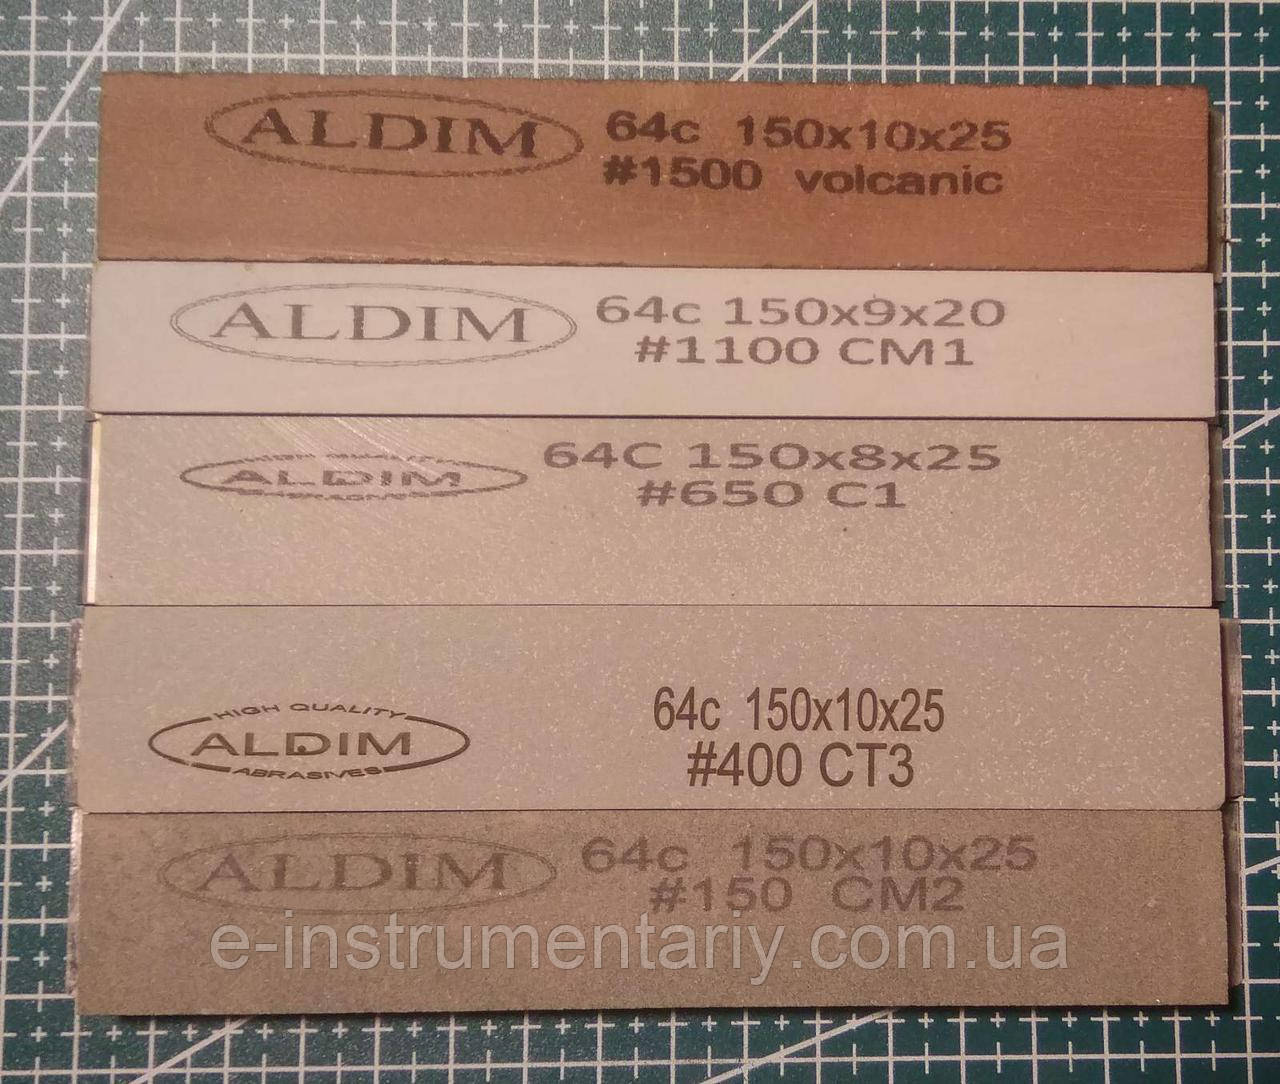 ALDIM
64c 150x10x25
#1500 volcanic
ALDIM
64c 150x9x20
#1100 CM1
ALDIM
64C 150x8x25
#650 C1
HIGH QUALITY
ALDIM
ABRASIVES
64c 150x10x25
#400 CT3
ALDIM
64c 150x10x25
#150 CM2
e-instrumentariy.com.ua